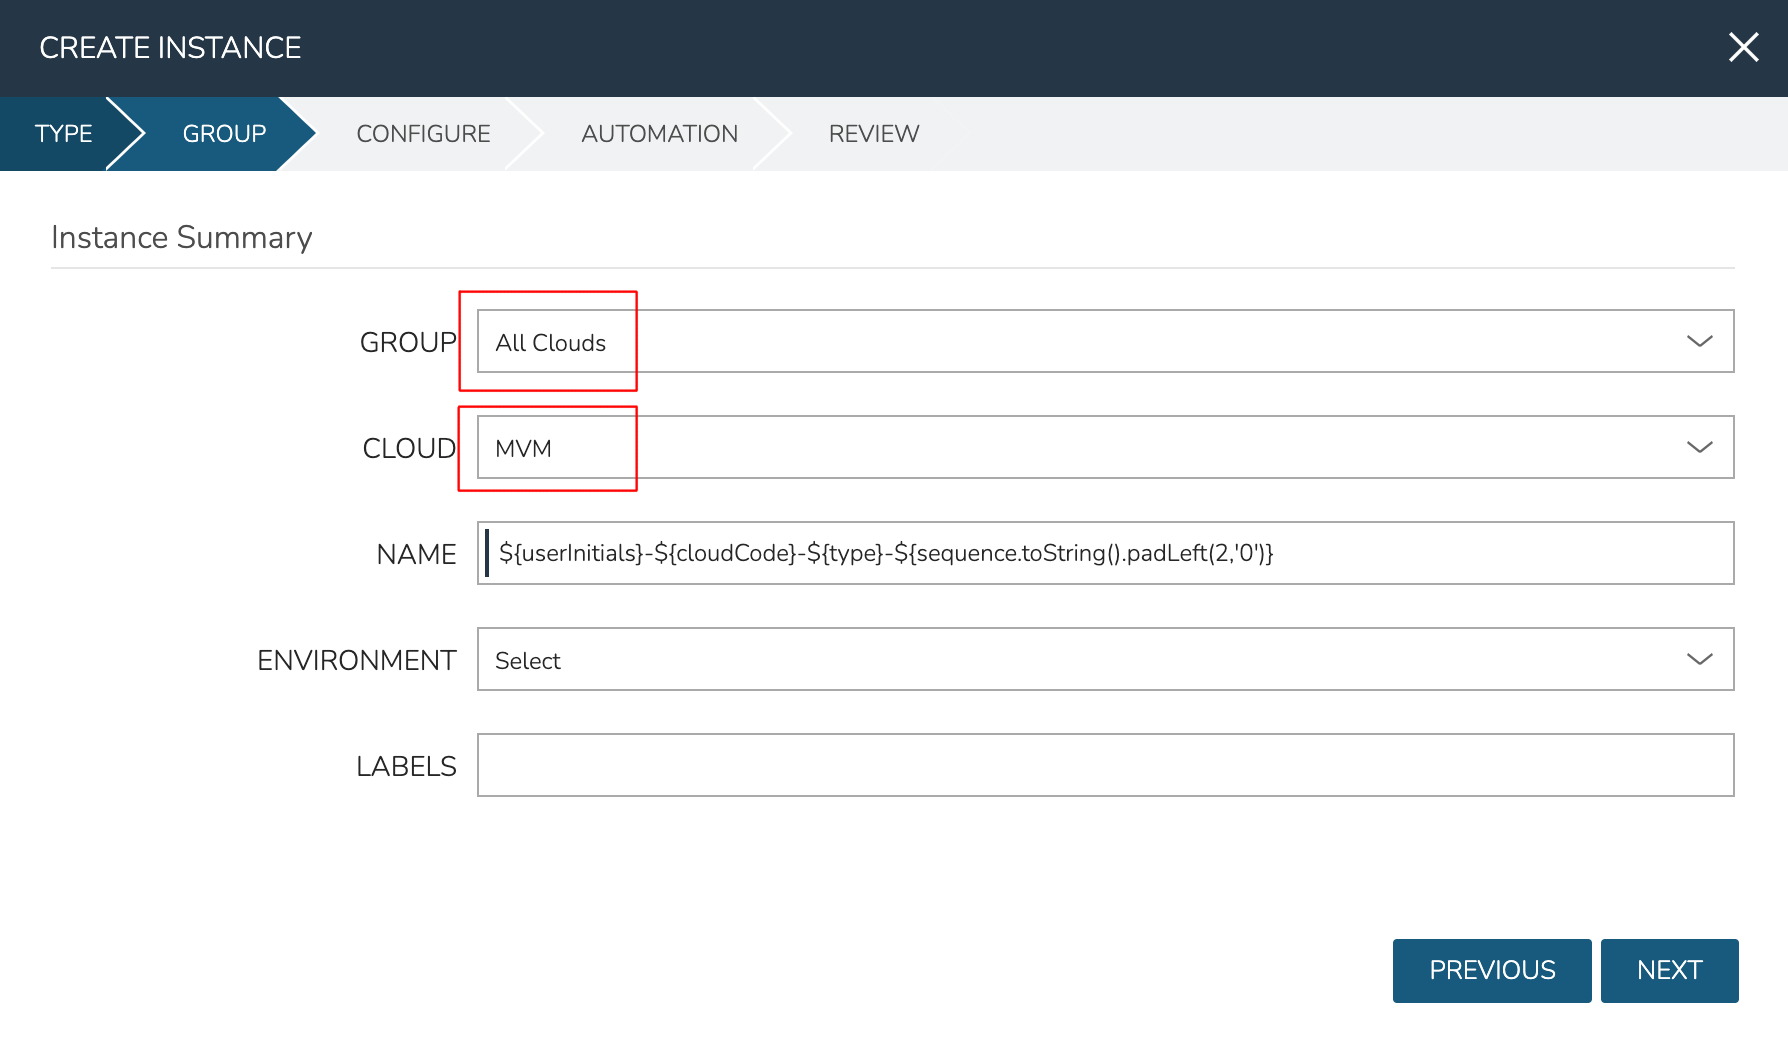 CREATE INSTANCE
TYPE
GROUP
CONFIGURE
AUTOMATION
REVIEW
Instance Summary
GROUP
All Clouds
CLOUD
MVM
NAME
${userInitials}-${cloudCode}-${type}-${sequence.toString().padLeft(2,'0')}
ENVIRONMENT
Select
LABELS
PREVIOUS
NEXT